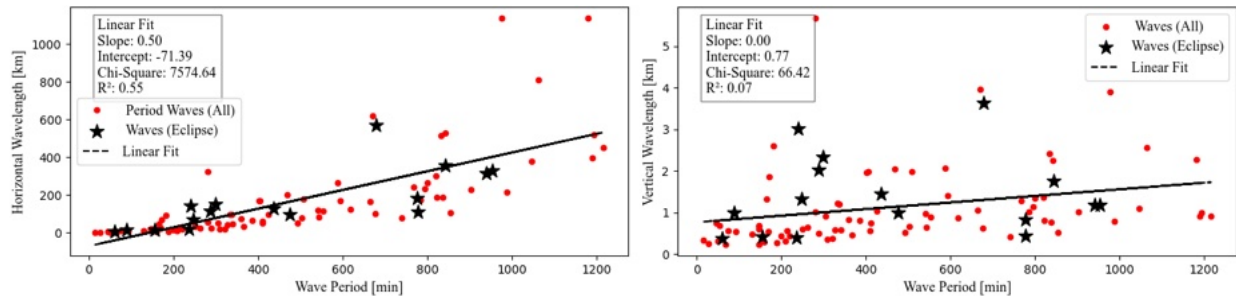 Linear Fit
Slope: 0.50
Intercept: -71.39
Chi-Square: 7574.64
R²: 0.55
Period Waves (All)
Waves (Eclipse)
Linear Fit
Horizontal Wavelength [km]
1000
800
600
400
200
0
0 200 400 600 800 1000 1200
Wave Period [min]
Linear Fit
Slope: 0.00
Intercept: 0.77
Chi-Square: 66.42
R²: 0.07
Waves (All)
Waves (Eclipse)
Linear Fit
Vertical Wavelength [km]
5
4
3
2
1
0
0 200 400 600 800 1000 1200
Wave Period [min]